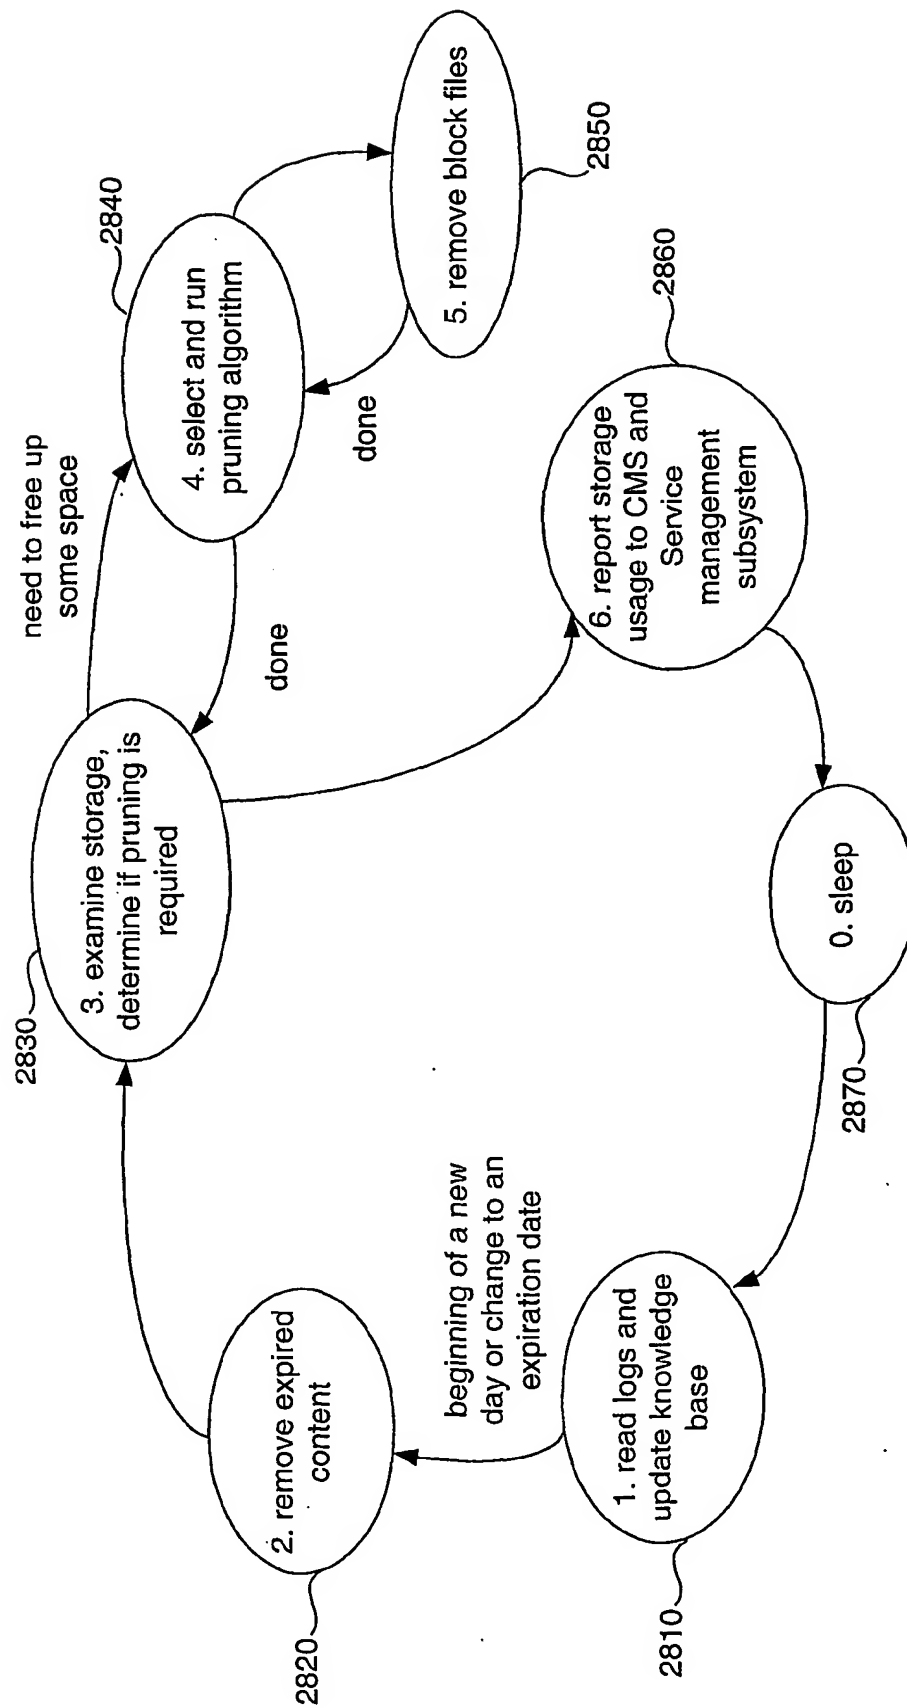 2830
3. examine storage,
determine if pruning is
required
need to free up
some space
2840
4. select and run
pruning algorithm
done
5. remove block files
2850
done
2820
2. remove expired
content
beginning of a new
day or change to an
expiration date
2810
1. read logs and
update knowledge
base
2870
0. sleep
2860
6. report storage
usage to CMS and
Service
management
subsystem